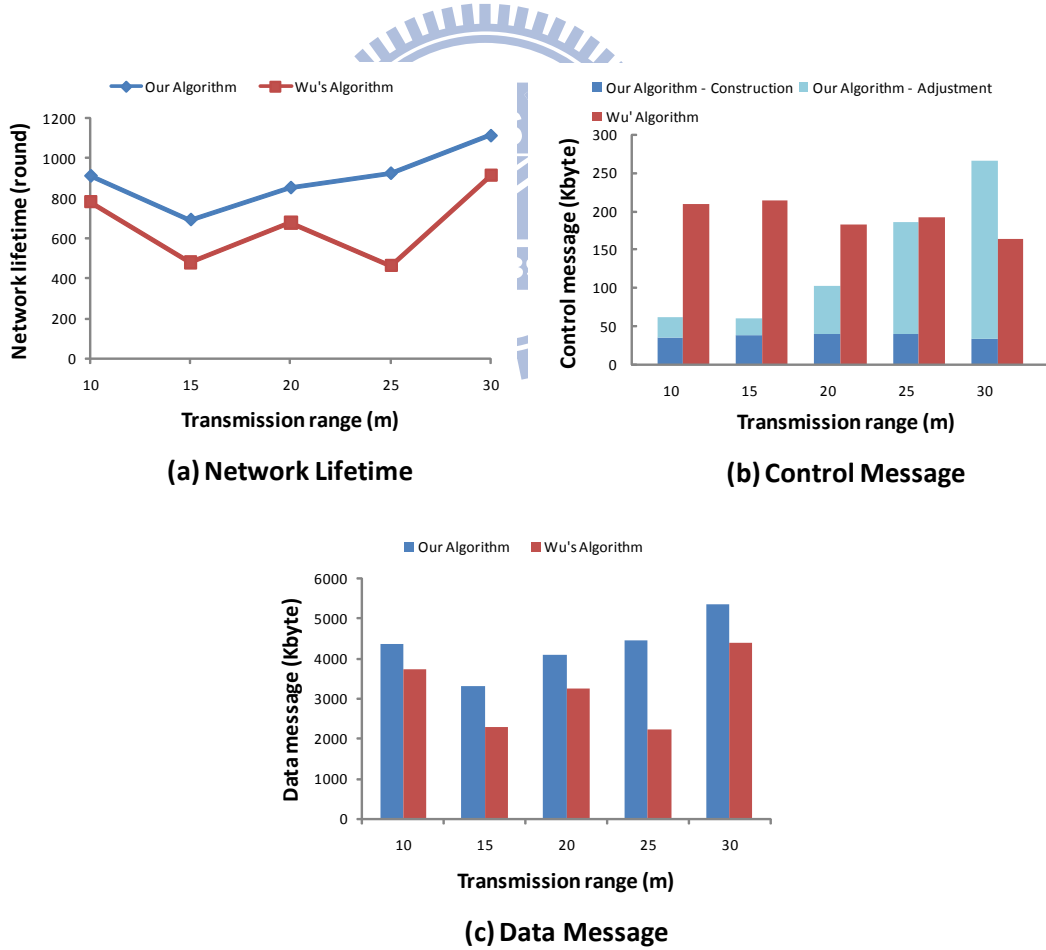 Our Algorithm Wu's Algorithm
Network lifetime (round)
1200
1000
800
600
400
200
0
10 15 20 25 30
Transmission range (m)
(a) Network Lifetime
Our Algorithm - Construction Our Algorithm - Adjustment
Wu' Algorithm
Control message (Kbyte)
300
250
200
150
100
50
0
10 15 20 25 30
Transmission range (m)
(b) Control Message
Our Algorithm Wu's Algorithm
Data message (Kbyte)
6000
5000
4000
3000
2000
1000
0
10 15 20 25 30
Transmission range (m)
(c) Data Message